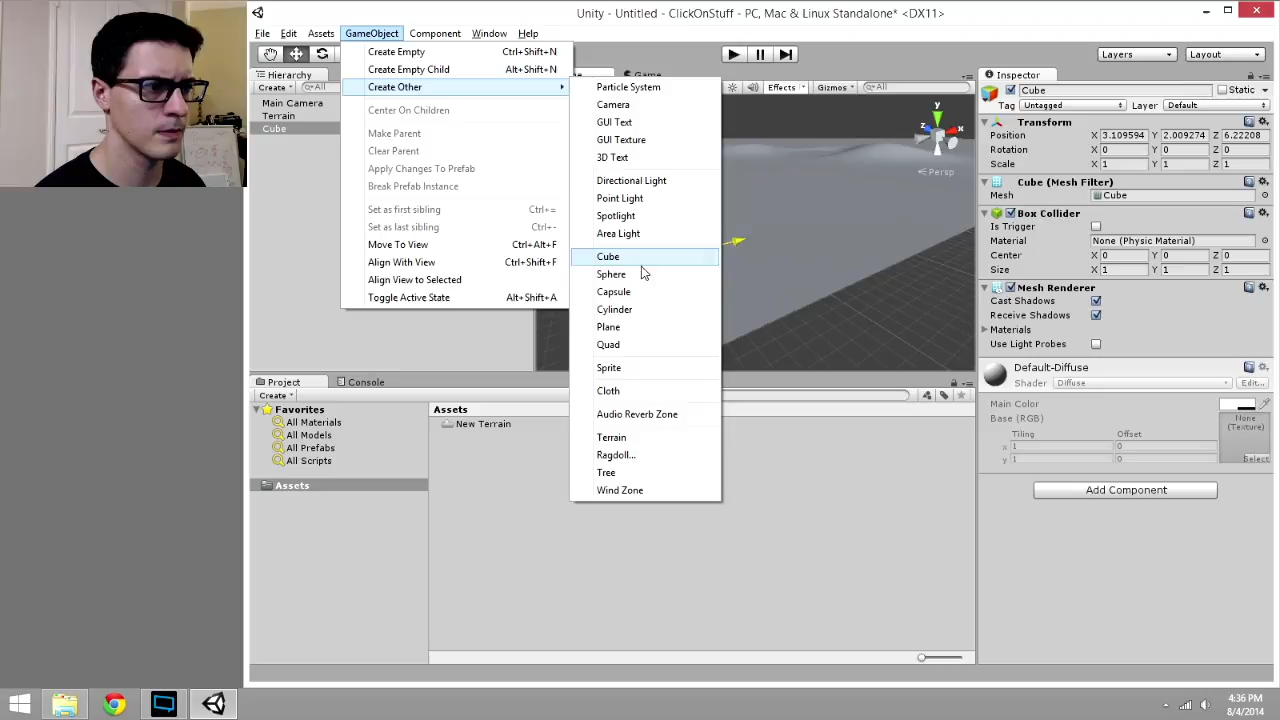 Unity - Untitled - ClickOnStuff - PC, Mac & Linux Standalone* <DX11>
File Edit Assets GameObject Component Window Help
Layers Layout
Hierarchy
Create All
Main Camera
Terrain
Cube
Create Empty Ctrl+Shift+N
Create Empty Child Alt+Shift+N
Create Other
Center On Children
Make Parent
Clear Parent
Apply Changes To Prefab
Break Prefab Instance
Set as first sibling Ctrl+=
Set as last sibling Ctrl+-
Move To View Ctrl+Alt+F
Align With View Ctrl+Shift+F
Align View to Selected
Toggle Active State Alt+Shift+A
Particle System
Camera
GUI Text
GUI Texture
3D Text
Directional Light
Point Light
Spotlight
Area Light
Cube
Sphere
Capsule
Cylinder
Plane
Quad
Sprite
Cloth
Audio Reverb Zone
Terrain
Ragdoll...
Tree
Wind Zone
Game
Effects Gizmos All
y
x
Persp
Inspector
Cube Static
Tag Untagged Layer Default
Transform
Position X 3.109594 Y 2.009274 Z 6.22208
Rotation X 0 Y 0 Z 0
Scale X 1 Y 1 Z 1
Cube (Mesh Filter)
Mesh Cube
Box Collider
Is Trigger
Material None (Physic Material)
Center X 0 Y 0 Z 0
Size X 1 Y 1 Z 1
Mesh Renderer
Cast Shadows
Receive Shadows
Materials
Use Light Probes
Default-Diffuse
Shader Diffuse Edit...
Main Color
Base (RGB) None (Texture)
Tiling Offset
x 1 0
y 1 0
Select
Add Component
Project Console
Create
Favorites
All Materials
All Models
All Prefabs
All Scripts
Assets
Assets
New Terrain
4:36 PM
8/4/2014